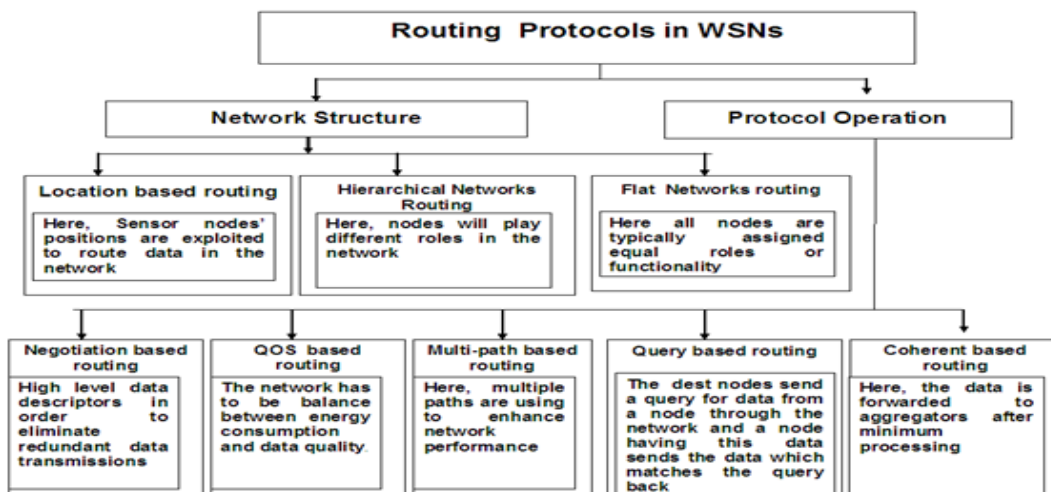 Routing Protocols in WSNs
Network Structure
Protocol Operation
Location based routing
Here, Sensor nodes'
positions are exploited
to route data in the
network
Hierarchical Networks
Routing
Here, nodes will play
different roles in the
network
Flat Networks routing
Here all nodes are
typically assigned
equal roles or
functionality
Negotiation based
routing
High level data
descriptors in
order to
eliminate
redundant data
transmissions
QOS based
routing
The network has
to be balance
between energy
consumption
and data quality.
Multi-path based
routing
Here, multiple
paths are using
to enhance
network
performance
Query based routing
The dest nodes send
a query for data from
a node through the
network and a node
having this data
sends the data which
matches the query
back
Coherent based
routing
Here, the data is
forwarded to
aggregators after
minimum
processing